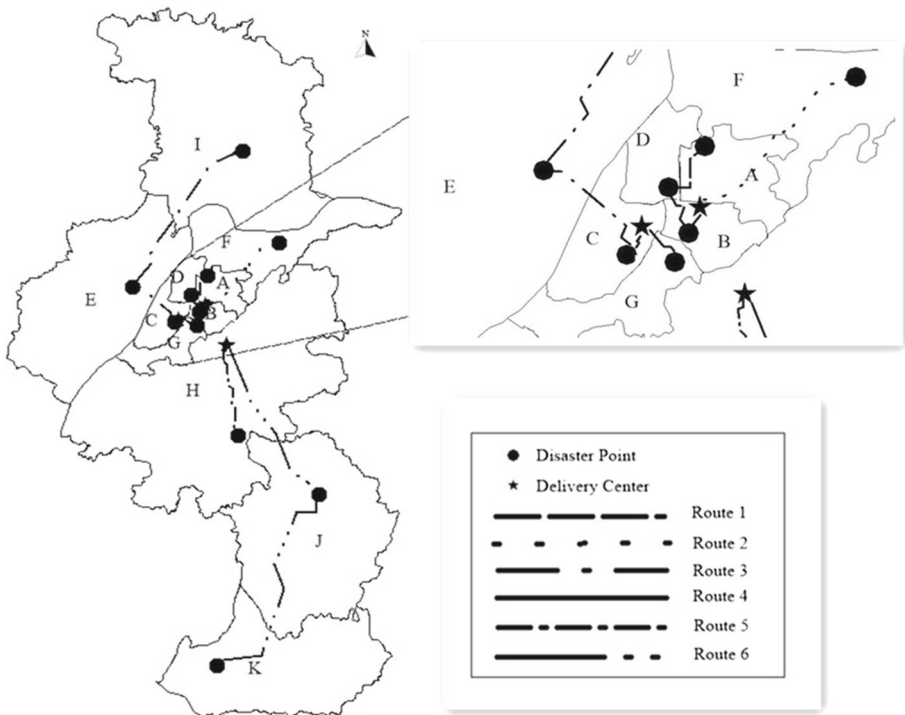 N
I
F
E
D
A
C
B
G
H
J
K
F
D
E
A
C
B
G
Disaster Point
Delivery Center
Route 1
Route 2
Route 3
Route 4
Route 5
Route 6